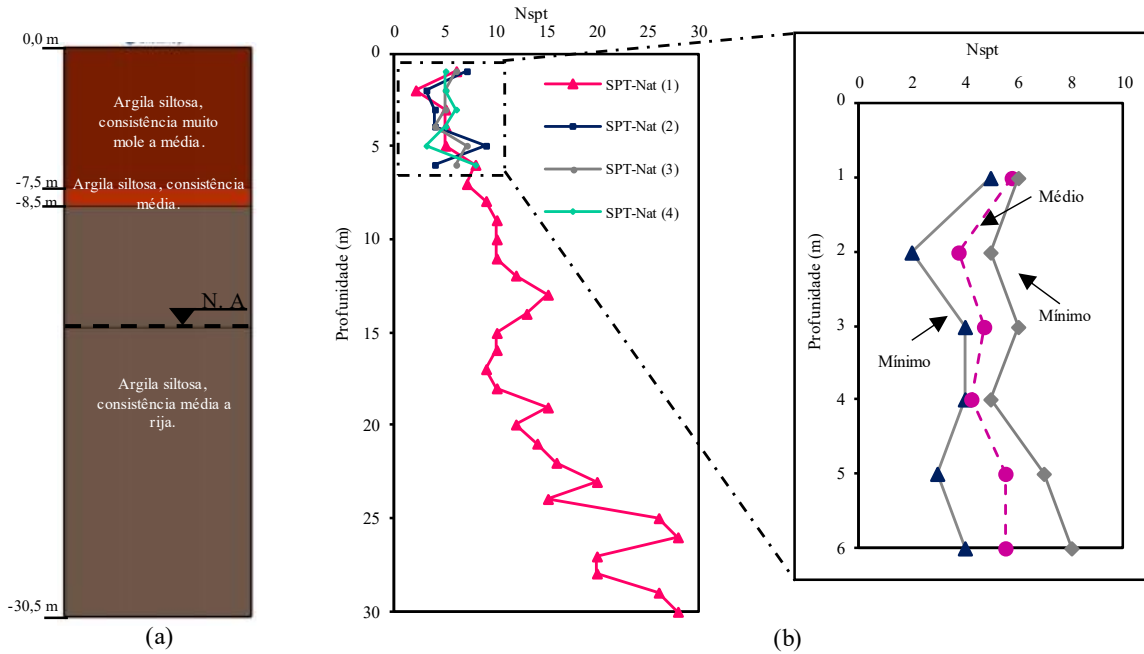 0,0 m
Argila siltosa,
consistência muito
mole a média.
-7,5 m
Argila siltosa, consistência
-8,5 m
média.
N. A
Argila siltosa,
consistência média a
rija.
-30,5 m
(a)
Nspt
0 5 10 15 20 25 30
0
5
10
15
20
25
30
Profunidade (m)
SPT-Nat (1)
SPT-Nat (2)
SPT-Nat (3)
SPT-Nat (4)
Nspt
0 2 4 6 8 10
0
1
2
3
4
5
6
Profunidade (m)
Médio
Mínimo
Mínimo
(b)